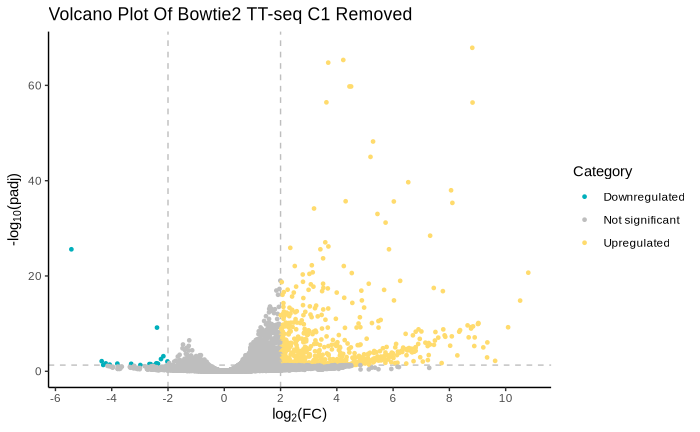 Volcano Plot Of Bowtie2 TT-seq C1 Removed
-log10(padj)
60
40
20
0
-6 -4 -2 0 2 4 6 8 10
log2(FC)
Category
Downregulated
Not significant
Upregulated